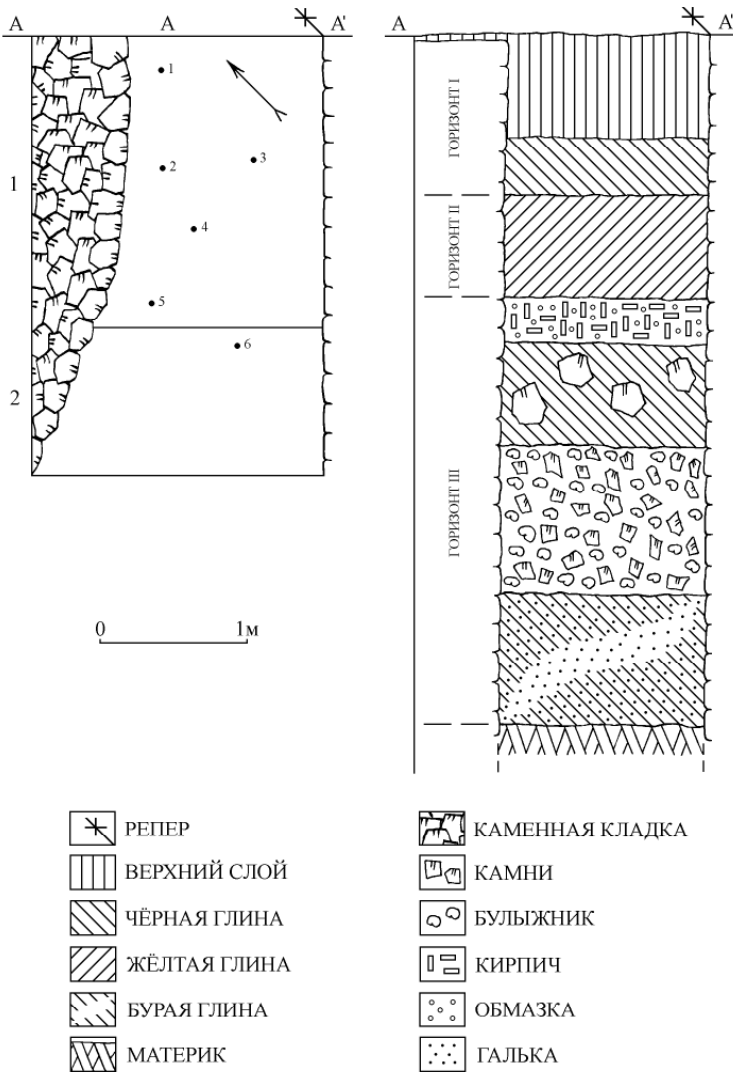 А А А'
1
2
1
2
3
4
5
6
0 1м
А А'
ГОРИЗОНТ I
ГОРИЗОНТ II
ГОРИЗОНТ III
РЕПЕР
ВЕРХНИЙ СЛОЙ
ЧЁРНАЯ ГЛИНА
ЖЁЛТАЯ ГЛИНА
БУРАЯ ГЛИНА
МАТЕРИК
КАМЕННАЯ КЛАДКА
КАМНИ
БУЛЫЖНИК
КИРПИЧ
ОБМАЗКА
ГАЛЬКА